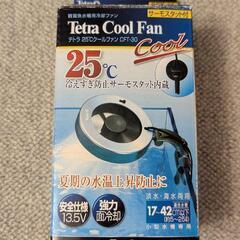 Tetra
サーモスタット付
観賞魚水槽用冷却ファン
Tetra Cool Fan
テトラ 25℃クールファン CFT-30
Cool
25℃
冷えすぎ防止サーモスタット内蔵
夏期の水温上昇防止に
淡水・海水両用
安全仕様
13.5V
強力
面冷却
17~42
小型水槽専用